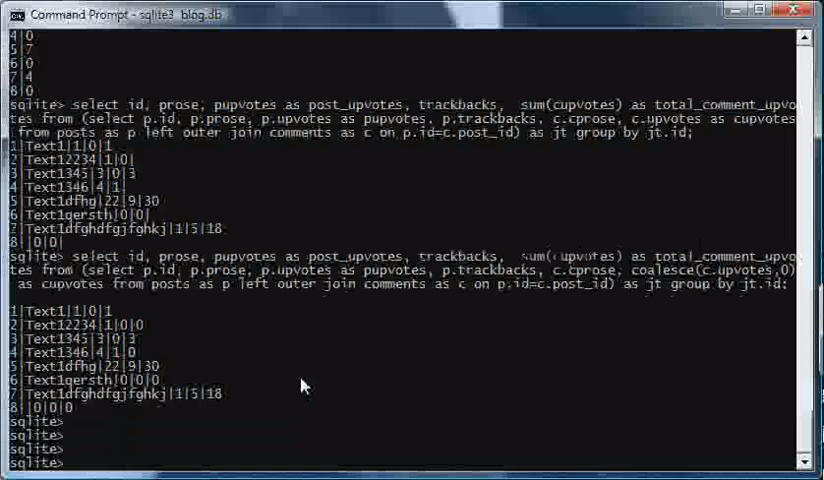 Command Prompt - sqlite3 blog.db
4|0
5|7
6|0
7|4
8|0
sqlite> select id, prose, pupvotes as post_upvotes, trackbacks,  sum(cupvotes) as total_comment_upvo
tes from (select p.id, p.prose, p.upvotes as pupvotes, p.trackbacks, c.cprose, c.upvotes as cupvotes
 from posts as p left outer join comments as c on p.id=c.post_id) as jt group by jt.id;
1|Text1|1|0|1
2|Text12234|1|0|
3|Text1345|3|0|3
4|Text1346|4|1|
5|Text1dfhg|22|9|30
6|Text1qersth|0|0|
7|Text1dfghdfgjfghkj|1|5|18
8||0|0|
sqlite> select id, prose, pupvotes as post_upvotes, trackbacks,  sum(cupvotes) as total_comment_upvo
tes from (select p.id, p.prose, p.upvotes as pupvotes, p.trackbacks, c.cprose, coalesce(c.upvotes,0)
 as cupvotes from posts as p left outer join comments as c on p.id=c.post_id) as jt group by jt.id;
1|Text1|1|0|1
2|Text12234|1|0|0
3|Text1345|3|0|3
4|Text1346|4|1|0
5|Text1dfhg|22|9|30
6|Text1qersth|0|0|0
7|Text1dfghdfgjfghkj|1|5|18
8||0|0|0
sqlite>
sqlite>
sqlite>
sqlite>